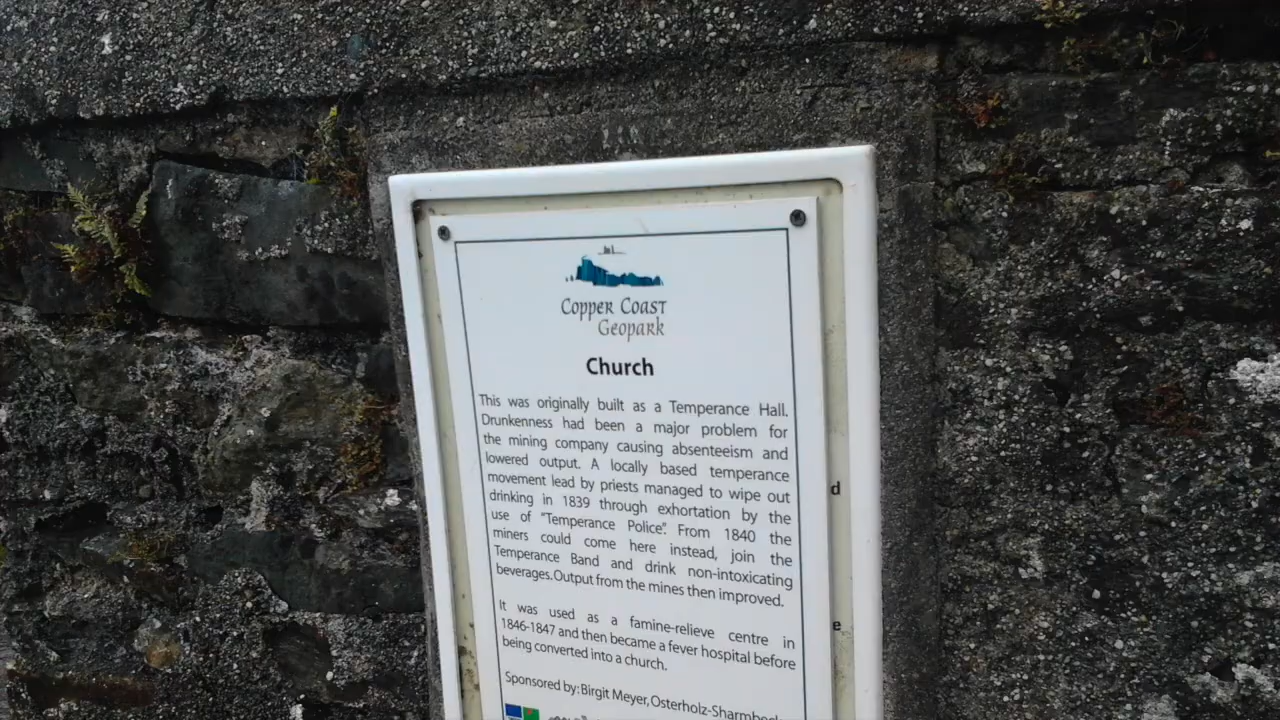 Copper Coast
Geopark
Church
This was originally built as a Temperance Hall.
Drunkenness had been a major problem for
the mining company causing absenteeism and
lowered output. A locally based temperance
movement lead by priests managed to wipe out
drinking in 1839 through exhortation by the
use of "Temperance Police". From 1840 the
miners could come here instead, join the
Temperance Band and drink non-intoxicating
beverages. Output from the mines then improved.
It was used as a famine-relieve centre in
1846-1847 and then became a fever hospital before
being converted into a church.
Sponsored by: Birgit Meyer, Osterholz-Sharmbeck
d
e